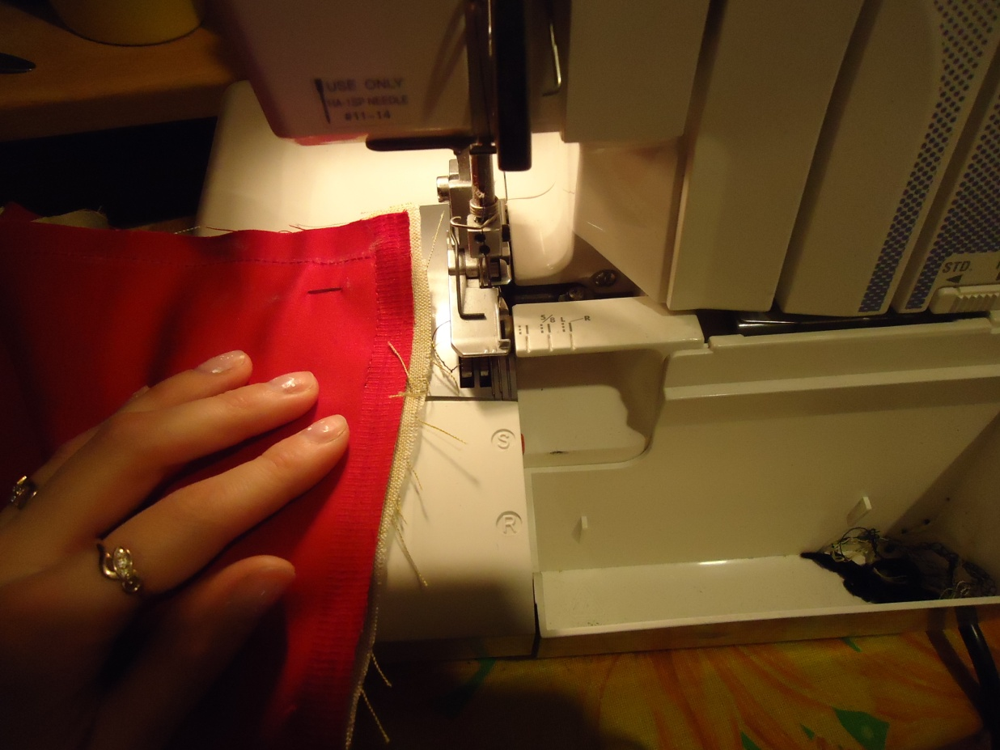 USE ONLY
HA-1SP NEEDLE
#11-14
S/B L R
STD.
S
R